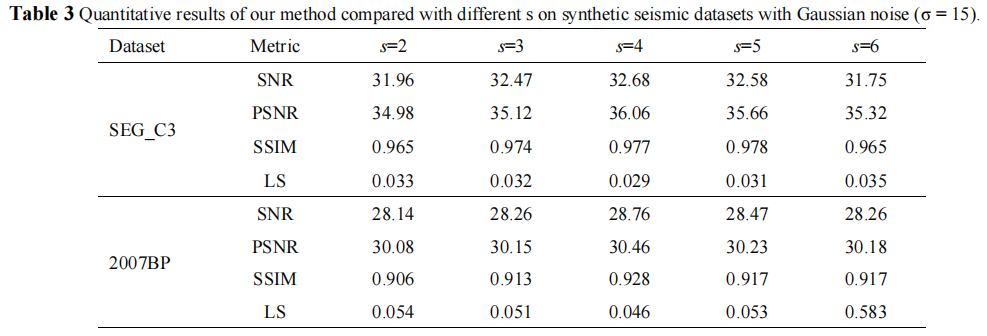 Table 3 Quantitative results of our method compared with different s on synthetic seismic datasets with Gaussian noise (σ = 15).
Dataset Metric s=2 s=3 s=4 s=5 s=6
SNR 31.96 32.47 32.68 32.58 31.75
PSNR 34.98 35.12 36.06 35.66 35.32
SEG_C3
SSIM 0.965 0.974 0.977 0.978 0.965
LS 0.033 0.032 0.029 0.031 0.035
SNR 28.14 28.26 28.76 28.47 28.26
PSNR 30.08 30.15 30.46 30.23 30.18
2007BP
SSIM 0.906 0.913 0.928 0.917 0.917
LS 0.054 0.051 0.046 0.053 0.583